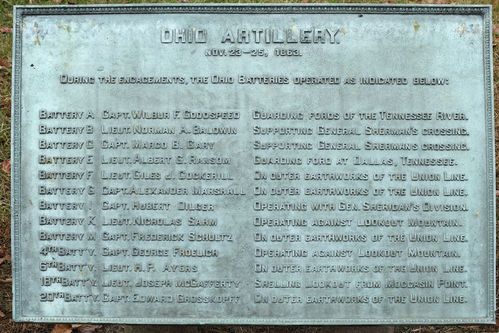 OHIO ARTILLERY.
NOV. 23-25, 1863.
DURING THE ENGAGEMENTS, THE OHIO BATTERIES OPERATED AS INDICATED BELOW:
BATTERY A. CAPT. WILBUR F. GOODSPEED GUARDING FORDS OF THE TENNESSEE RIVER.
BATTERY B. LIEUT. NORMAN A. BALDWIN SUPPORTING GENERAL SHERMAN'S CROSSING.
BATTERY C. CAPT. MARCO B. GARY SUPPORTING GENERAL SHERMAN'S CROSSING.
BATTERY E. LIEUT. ALBERT G. RANSOM GUARDING FORD AT DALLAS, TENNESSEE.
BATTERY F. LIEUT. GILES J. COCKERILL ON OUTER EARTHWORKS OF THE UNION LINE.
BATTERY G. CAPT. ALEXANDER MARSHALL ON OUTER EARTHWORKS OF THE UNION LINE.
BATTERY I. CAPT. HUBERT DILGER OPERATING WITH GEN. SHERIDAN'S DIVISION.
BATTERY K. LIEUT. NICHOLAS SAHM OPERATING AGAINST LOOKOUT MOUNTAIN.
BATTERY M. CAPT. FREDERICK SCHULTZ ON OUTER EARTHWORKS OF THE UNION LINE.
4TH BATT'Y. CAPT. GEORGE FROELICH OPERATING AGAINST LOOKOUT MOUNTAIN.
6TH BATT'Y. LIEUT. H. P. AYERS ON OUTER EARTHWORKS OF THE UNION LINE.
18TH BATT'Y. LIEUT. JOSEPH MCCAFFERTY SHELLING LOOKOUT FROM MOCCASIN POINT.
20TH BATT'Y. CAPT. EDWARD GROSSKOPFF ON OUTER EARTHWORKS OF THE UNION LINE.